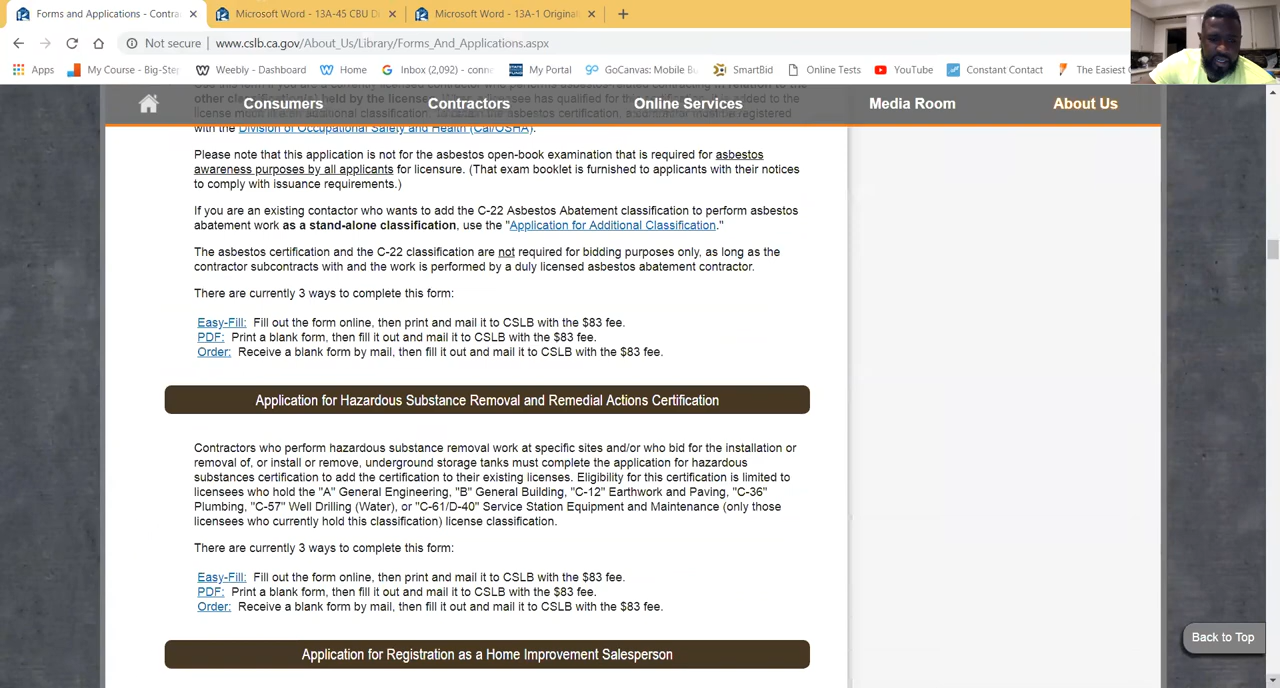 Forms and Applications - Contra
Microsoft Word - 13A-45 CBU D
Microsoft Word - 13A-1 Origina
Not secure
www.cslb.ca.gov/About_Us/Library/Forms_And_Applications.aspx
Apps
My Course - Big-Ste
Weebly - Dashboard
Home
Inbox (2,092) - conne
My Portal
GoCanvas: Mobile Bu
SmartBid
Online Tests
YouTube
Constant Contact
The Easiest
Consumers
Contractors
Online Services
Media Room
About Us
other classification(s) held by the license
with the Division of Occupational Safety and Health (Cal/OSHA).
Please note that this application is not for the asbestos open-book examination that is required for asbestos
awareness purposes by all applicants for licensure. (That exam booklet is furnished to applicants with their notices
to comply with issuance requirements.)
If you are an existing contactor who wants to add the C-22 Asbestos Abatement classification to perform asbestos
abatement work as a stand-alone classification, use the "Application for Additional Classification."
The asbestos certification and the C-22 classification are not required for bidding purposes only, as long as the
contractor subcontracts with and the work is performed by a duly licensed asbestos abatement contractor.
There are currently 3 ways to complete this form:
Easy-Fill: Fill out the form online, then print and mail it to CSLB with the $83 fee.
PDF: Print a blank form, then fill it out and mail it to CSLB with the $83 fee.
Order: Receive a blank form by mail, then fill it out and mail it to CSLB with the $83 fee.
Application for Hazardous Substance Removal and Remedial Actions Certification
Contractors who perform hazardous substance removal work at specific sites and/or who bid for the installation or
removal of, or install or remove, underground storage tanks must complete the application for hazardous
substances certification to add the certification to their existing licenses. Eligibility for this certification is limited to
licensees who hold the "A" General Engineering, "B" General Building, "C-12" Earthwork and Paving, "C-36"
Plumbing, "C-57" Well Drilling (Water), or "C-61/D-40" Service Station Equipment and Maintenance (only those
licensees who currently hold this classification) license classification.
There are currently 3 ways to complete this form:
Easy-Fill: Fill out the form online, then print and mail it to CSLB with the $83 fee.
PDF: Print a blank form, then fill it out and mail it to CSLB with the $83 fee.
Order: Receive a blank form by mail, then fill it out and mail it to CSLB with the $83 fee.
Back to Top
Application for Registration as a Home Improvement Salesperson